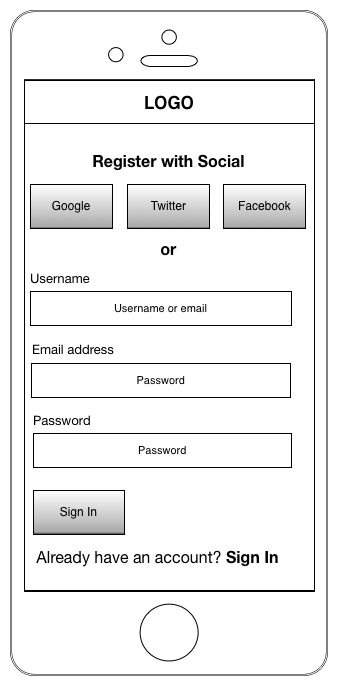 LOGO
Register with Social
Google Twitter Facebook
or
Username
Username or email
Email address
Password
Password
Password
Sign In
Already have an account? Sign In